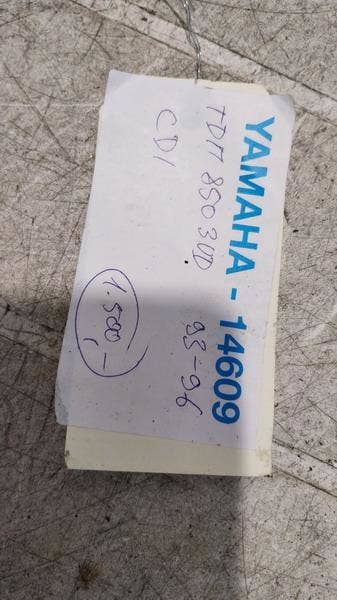 YAMAHA - 14609
TDM 850 3VD 93-96
CDI
1.500,-